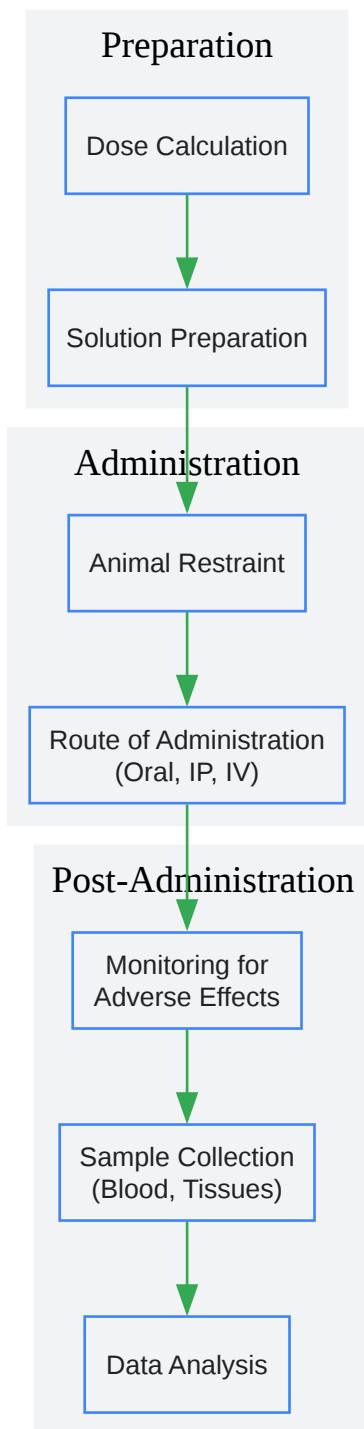 Preparation
Dose Calculation
Solution Preparation
Administration
Animal Restraint
Route of Administration
(Oral, IP, IV)
Post-Administration
Monitoring for
Adverse Effects
Sample Collection
(Blood, Tissues)
Data Analysis